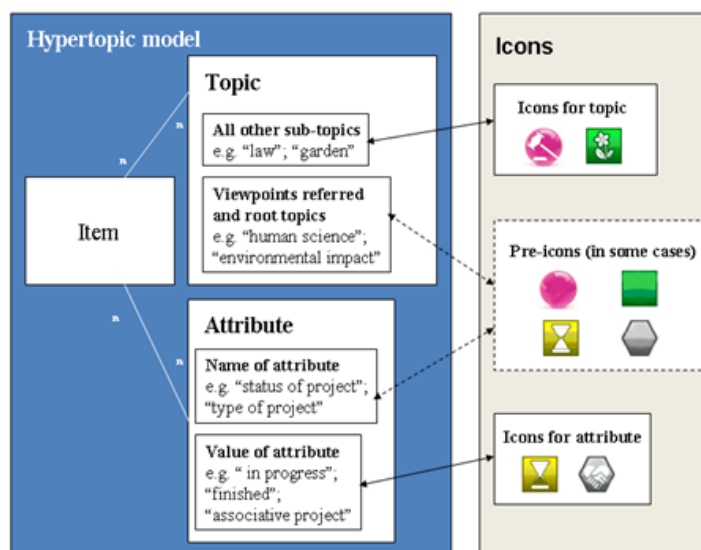 Hypertopic model
Topic
All other sub-topics
e.g. “law”; “garden”
Viewpoints referred
and root topics
e.g. “human science”;
“environmental impact”
n
n
Item
n
n
Attribute
Name of attribute
e.g. “status of project”;
“type of project”
Value of attribute
e.g. “ in progress”;
“finished”;
“associative project”
Icons
Icons for topic
Pre-icons (in some cases)
Icons for attribute